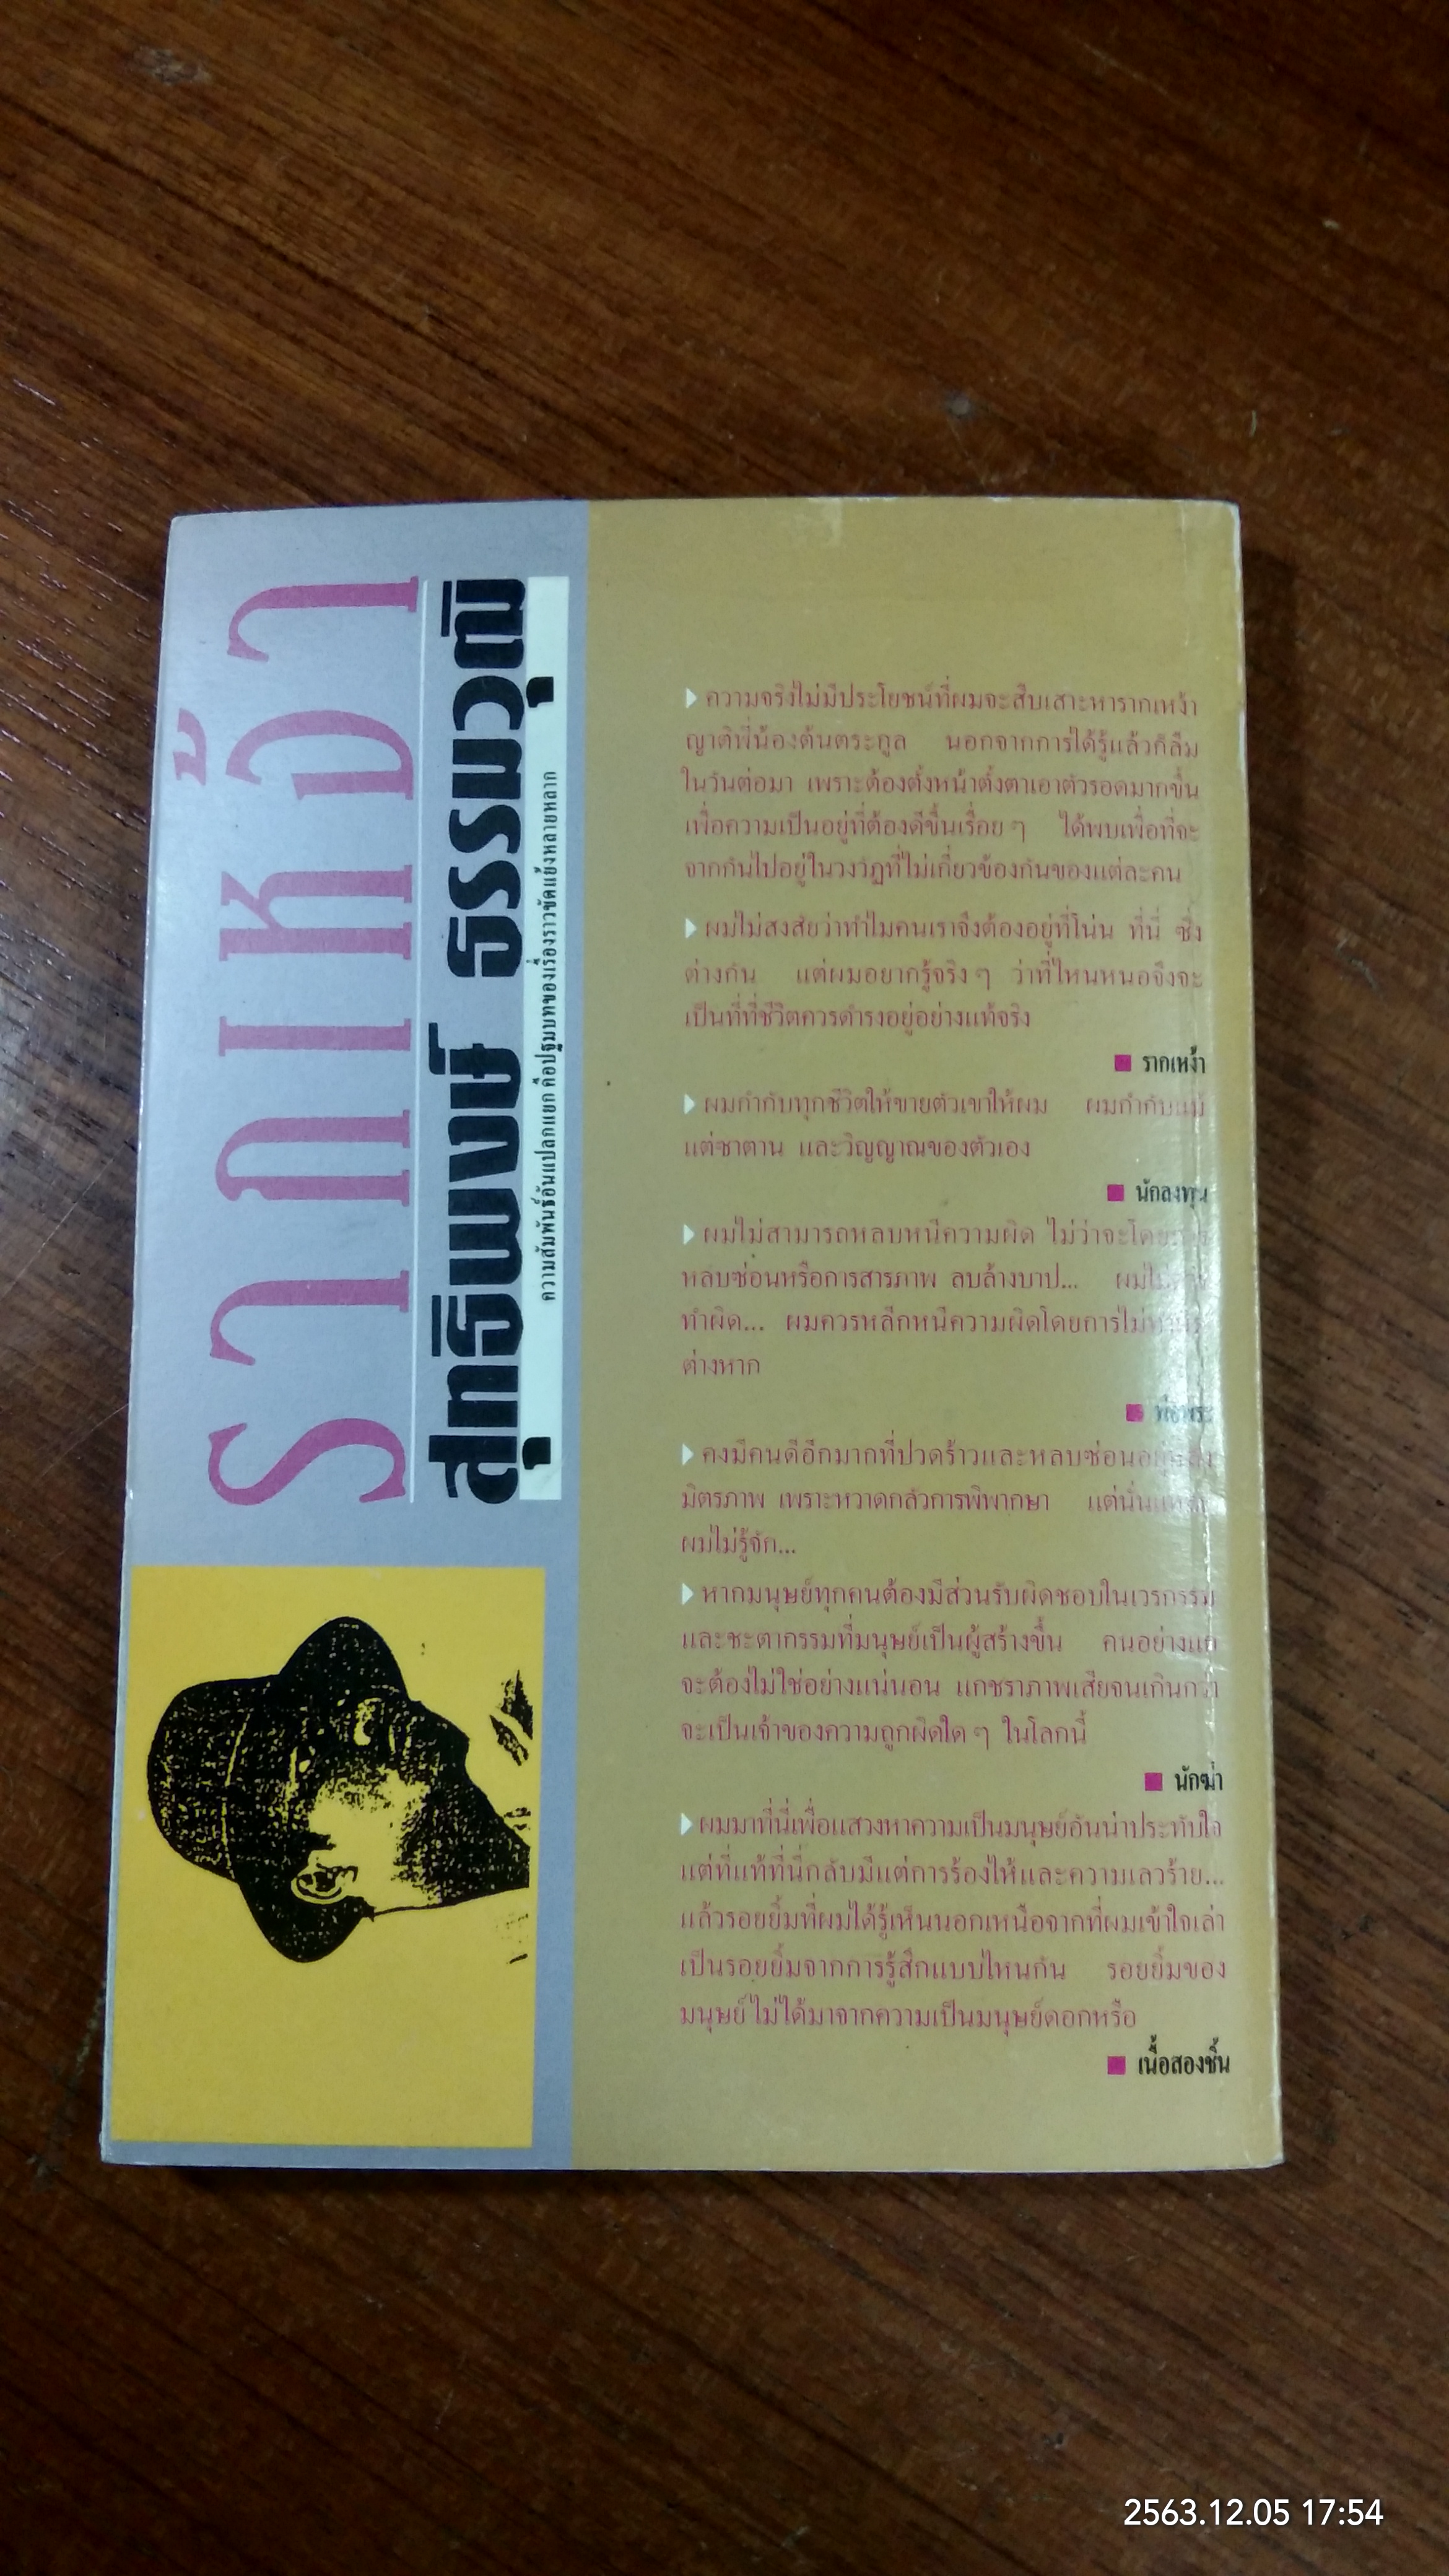 รากเหง้า
สุทธิพงษ์ ธรรมวุฒิ
ความสัมพันธ์อันแปลกแยก คือปฐมบทของเรื่องราวขัดแย้งหลายหลาก
ความจริงไม่มีประโยชน์ที่ผมจะสืบเสาะหารากเหง้า
ญาติพี่น้องต้นตระกูล นอกจากการได้รู้แล้วก็ลืม
ในวันต่อมา เพราะต้องตั้งหน้าตั้งตาเอาตัวรอดมากขึ้น
เพื่อความเป็นอยู่ที่ต้องดีขึ้นเรื่อย ๆ ได้พบเพื่อที่จะ
จากกันไปอยู่ในวงวัฏที่ไม่เกี่ยวข้องกันของแต่ละคน
ผมไม่สงสัยว่าทำไมคนเราจึงต้องอยู่ที่โน่น ที่นี่ ซึ่ง
ต่างกัน แต่ผมอยากรู้จริง ๆ ว่าที่ไหนหนอจึงจะ
เป็นที่ที่ชีวิตควรดำรงอยู่อย่างแท้จริง
■ รากเหง้า
ผมกำกับทุกชีวิตให้ขายตัวเขาให้ผม ผมกำกับแม้
แต่ซาตาน และวิญญาณของตัวเอง
■ นักลงทุน
ผมไม่สามารถหลบหนีความผิด ไม่ว่าจะโดย
หลบซ่อนหรือการสารภาพ ลบล้างบาป...
ทำผิด... ผมควรหลีกหนีความผิดโดยการไม่
ต่างหาก
■
คงมีคนดีอีกมากที่ปวดร้าวและหลบซ่อน
มิตรภาพ เพราะหวาดกลัวการพิพากษา แต่นั่น
ผมไม่รู้จัก...
หากมนุษย์ทุกคนต้องมีส่วนรับผิดชอบในเวรกรรม
และชะตากรรมที่มนุษย์เป็นผู้สร้างขึ้น คนอย่างแก
จะต้องไม่ใช่อย่างแน่นอน แกชราภาพเสียจนเกินกว่า
จะเป็นเจ้าของความถูกผิดใด ๆ ในโลกนี้
■ นักฆ่า
ผมมาที่นี่เพื่อแสวงหาความเป็นมนุษย์อันน่าประทับใจ
แต่ที่แท้ที่นี่กลับมีแต่การร้องไห้และความเลวร้าย...
แล้วรอยยิ้มที่ผมได้รู้เห็นนอกเหนือจากที่ผมเข้าใจเล่า
เป็นรอยยิ้มจากการรู้สึกแบบไหนกัน รอยยิ้มของ
มนุษย์ไม่ได้มาจากความเป็นมนุษย์ดอกหรือ
■ เนื้อสองชิ้น
2563.12.05 17:54